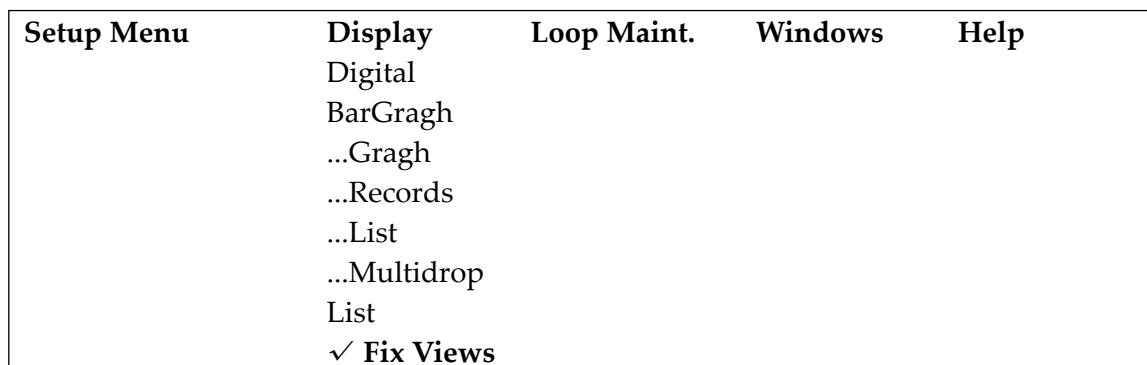 Setup Menu Display Loop Maint. Windows Help
Digital
BarGragh
...Gragh
...Records
...List
...Multidrop
List
✓ Fix Views